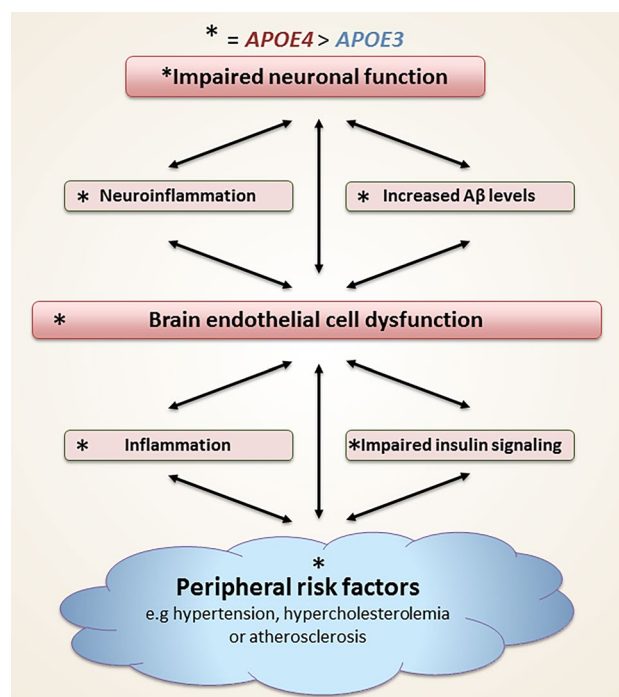 * = APOE4 > APOE3
*Impaired neuronal function
* Neuroinflammation
* Increased Aβ levels
* Brain endothelial cell dysfunction
* Inflammation
*Impaired insulin signaling
*
Peripheral risk factors
e.g hypertension, hypercholesterolemia
or atherosclerosis